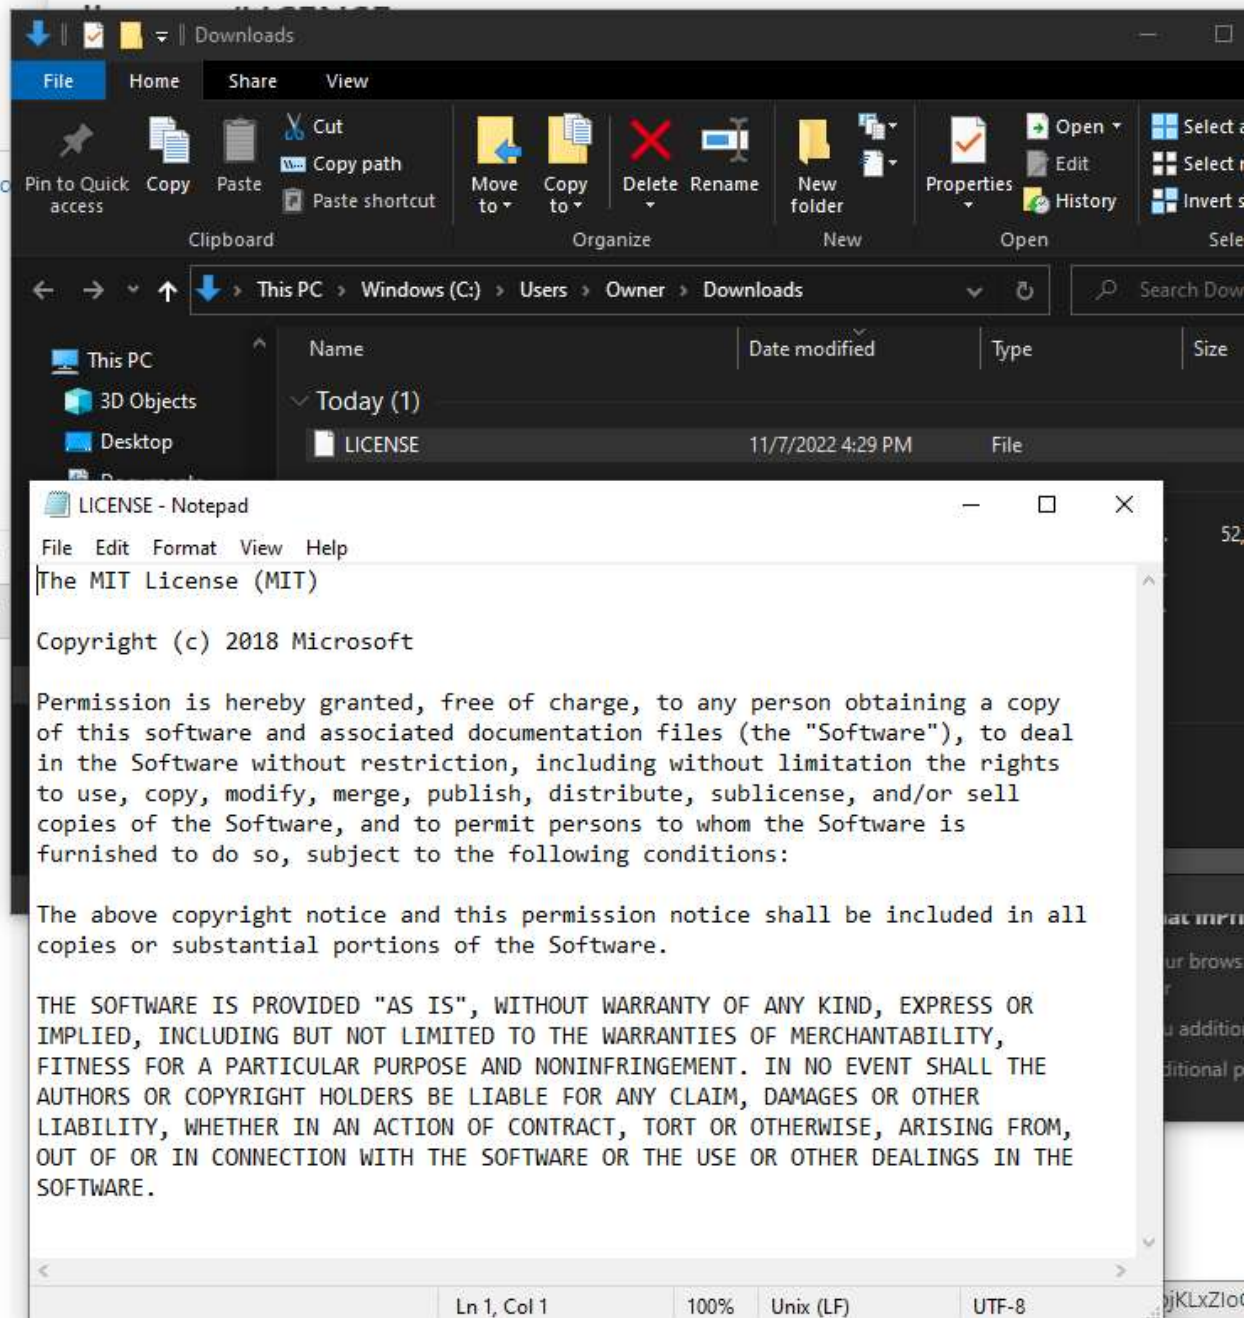 Downloads
File Home Share View
Pin to Quick access
Copy
Paste
Cut
Copy path
Paste shortcut
Clipboard
Move to
Copy to
Delete
Rename
Organize
New folder
New
Properties
Open
Edit
History
Open
Select
Select
Invert
This PC > Windows (C:) > Users > Owner > Downloads
Search
Name Date modified Type Size
This PC
3D Objects
Desktop
Documents
Today (1)
LICENSE 11/7/2022 4:29 PM File
52,
LICENSE - Notepad
File Edit Format View Help
The MIT License (MIT)
Copyright (c) 2018 Microsoft
Permission is hereby granted, free of charge, to any person obtaining a copy
of this software and associated documentation files (the "Software"), to deal
in the Software without restriction, including without limitation the rights
to use, copy, modify, merge, publish, distribute, sublicense, and/or sell
copies of the Software, and to permit persons to whom the Software is
furnished to do so, subject to the following conditions:
The above copyright notice and this permission notice shall be included in all
copies or substantial portions of the Software.
THE SOFTWARE IS PROVIDED "AS IS", WITHOUT WARRANTY OF ANY KIND, EXPRESS OR
IMPLIED, INCLUDING BUT NOT LIMITED TO THE WARRANTIES OF MERCHANTABILITY,
FITNESS FOR A PARTICULAR PURPOSE AND NONINFRINGEMENT. IN NO EVENT SHALL THE
AUTHORS OR COPYRIGHT HOLDERS BE LIABLE FOR ANY CLAIM, DAMAGES OR OTHER
LIABILITY, WHETHER IN AN ACTION OF CONTRACT, TORT OR OTHERWISE, ARISING FROM,
OUT OF OR IN CONNECTION WITH THE SOFTWARE OR THE USE OR OTHER DEALINGS IN THE
SOFTWARE.
Ln 1, Col 1 100% Unix (LF) UTF-8